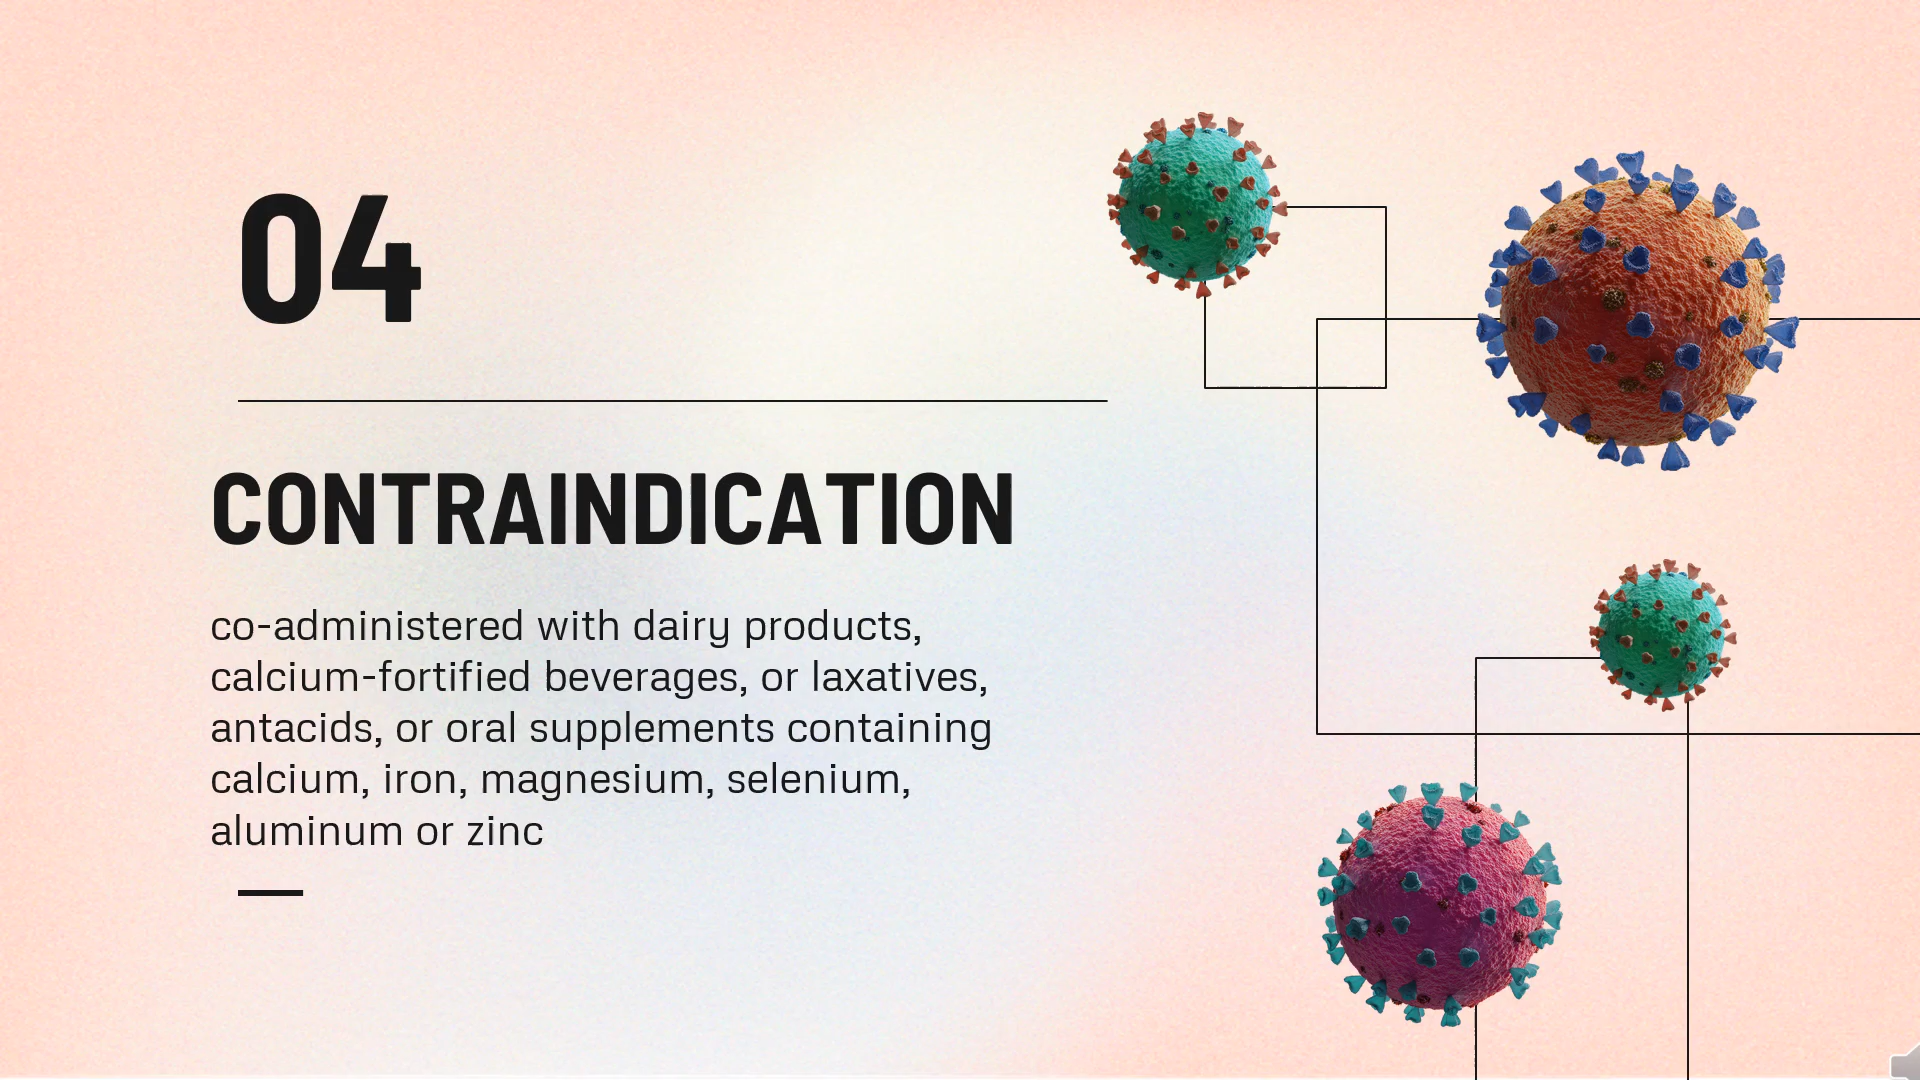 04
CONTRAINDICATION
co-administered with dairy products,
calcium-fortified beverages, or laxatives,
antacids, or oral supplements containing
calcium, iron, magnesium, selenium,
aluminum or zinc